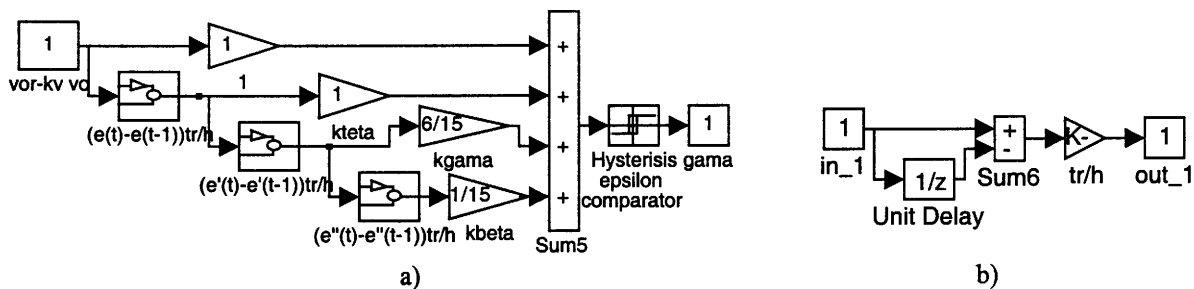 1
vor-kv vo
1
(e(t)-e(t-1))tr/h
1
1
kteta
(e'(t)-e'(t-1))tr/h
6/15
kgama
(e"(t)-e"(t-1))tr/h
1/15
kbeta
+
+
+
+
Sum5
Hysterisis
epsilon
comparator
1
gama
a)
1
in_1
1/z
Unit Delay
+
-
Sum6
K-
tr/h
1
out_1
b)